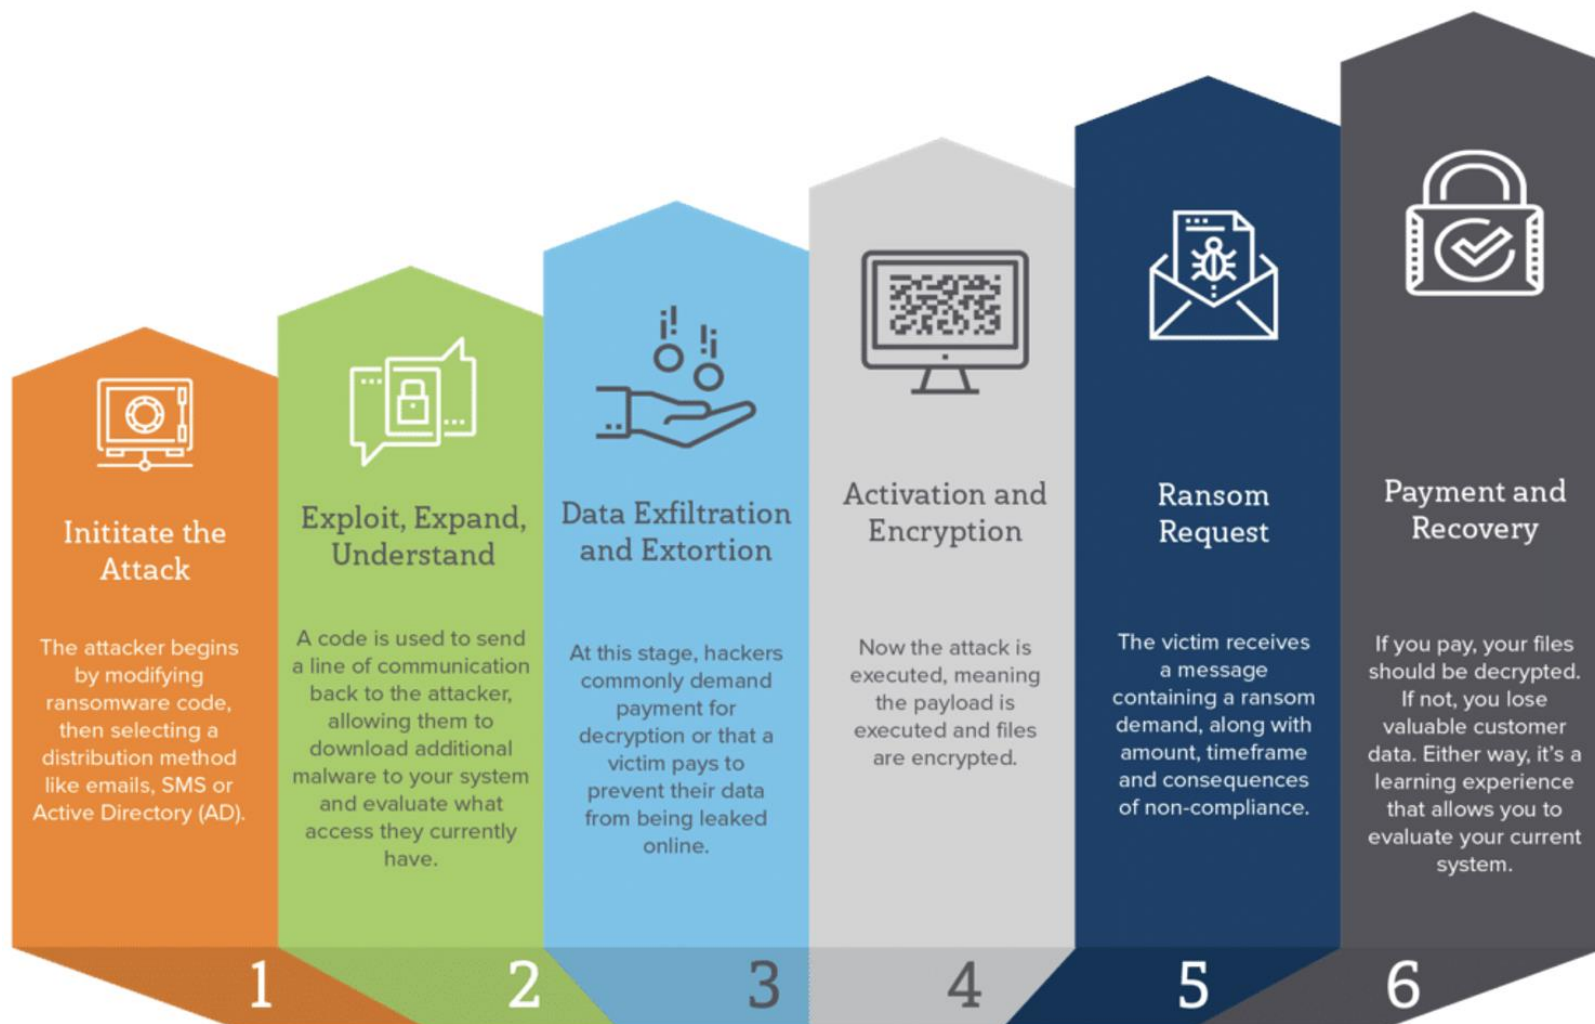 Inititate the
Attack
The attacker begins
by modifying
ransomware code,
then selecting a
distribution method
like emails, SMS or
Active Directory (AD).
1
Exploit, Expand,
Understand
A code is used to send
a line of communication
back to the attacker,
allowing them to
download additional
malware to your system
and evaluate what
access they currently
have.
2
Data Exfiltration
and Extortion
At this stage, hackers
commonly demand
payment for
decryption or that a
victim pays to
prevent their data
from being leaked
online.
3
Activation and
Encryption
Now the attack is
executed, meaning
the payload is
executed and files
are encrypted.
4
Ransom
Request
The victim receives
a message
containing a ransom
demand, along with
amount, timeframe
and consequences
of non-compliance.
5
Payment and
Recovery
If you pay, your files
should be decrypted.
If not, you lose
valuable customer
data. Either way, it's a
learning experience
that allows you to
evaluate your current
system.
6